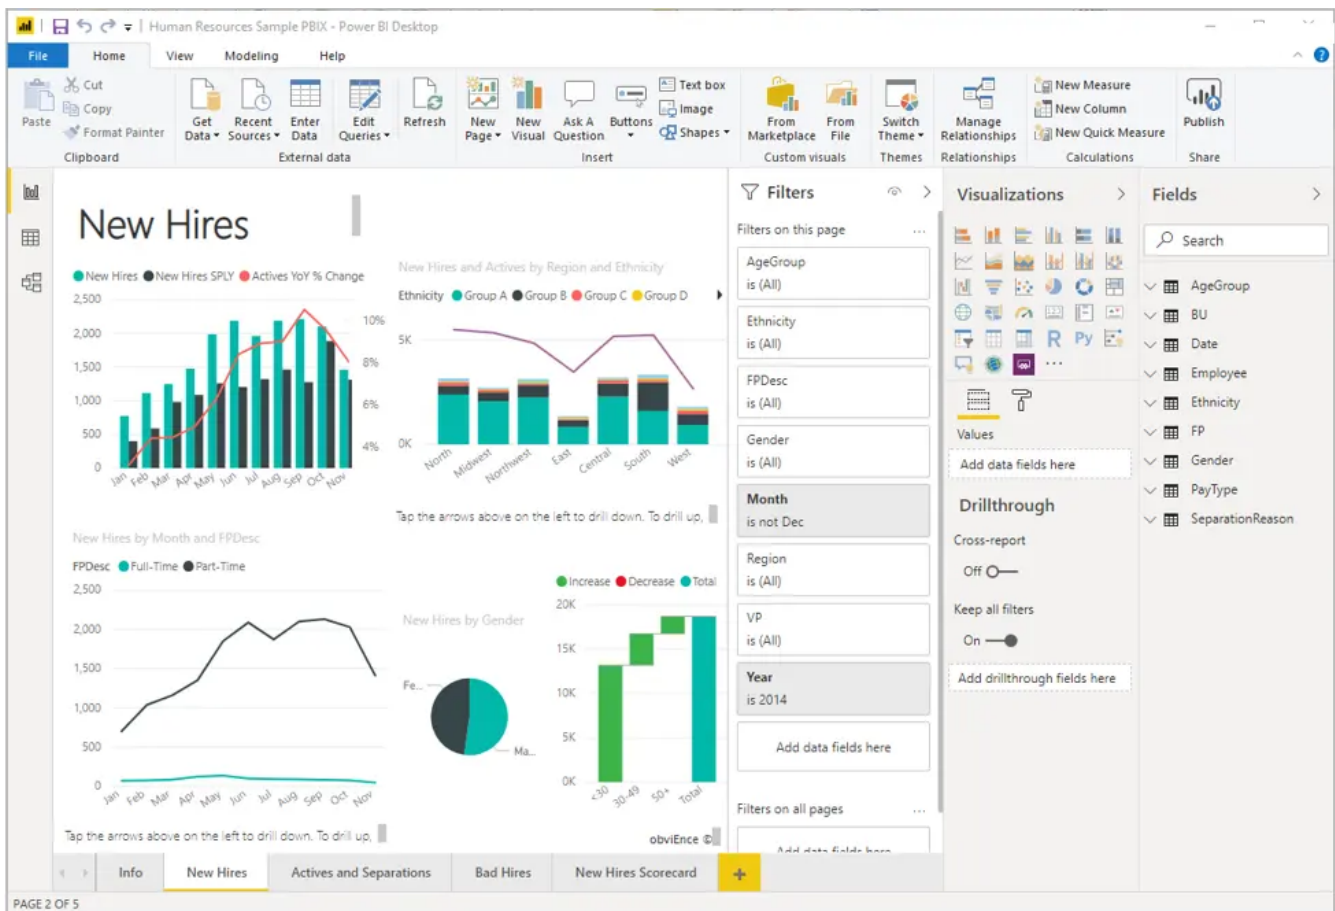 Human Resources Sample PBIX - Power BI Desktop
File Home View Modeling Help
Paste
Cut
Copy
Format Painter
Clipboard
Get Data
Recent Sources
Enter Data
Edit Queries
Refresh
External data
New Page
New Visual
Ask A Question
Buttons
Text box
Image
Shapes
Insert
From Marketplace
From File
Custom visuals
Switch Theme
Themes
Manage Relationships
Relationships
New Measure
New Column
New Quick Measure
Calculations
Publish
Share
New Hires
New Hires New Hires SPLY Actives YoY % Change
2,500
2,000
1,500
1,000
500
0
10%
8%
6%
4%
Jan Feb Mar Apr May Jun Jul Aug Sep Oct Nov
New Hires and Actives by Region and Ethnicity
Ethnicity Group A Group B Group C Group D
5K
0K
North Midwest Northwest East Central South West
Tap the arrows above on the left to drill down. To drill up,
New Hires by Month and FPDesc
FPDesc Full-Time Part-Time
2,500
2,000
1,500
1,000
500
0
Jan Feb Mar Apr May Jun Jul Aug Sep Oct Nov
Tap the arrows above on the left to drill down. To drill up,
New Hires by Gender
Fe...
Ma...
Increase Decrease Total
20K
15K
10K
5K
0K
<30 30-49 50+ Total
obviEnce ©
Filters
Filters on this page
AgeGroup
is (All)
Ethnicity
is (All)
FPDesc
is (All)
Gender
is (All)
Month
is not Dec
Region
is (All)
VP
is (All)
Year
is 2014
Add data fields here
Filters on all pages
Add data fields here
Visualizations
R Py
Values
Add data fields here
Drillthrough
Cross-report
Off
Keep all filters
On
Add drillthrough fields here
Fields
Search
AgeGroup
BU
Date
Employee
Ethnicity
FP
Gender
PayType
SeparationReason
Info New Hires Actives and Separations Bad Hires New Hires Scorecard +
PAGE 2 OF 5